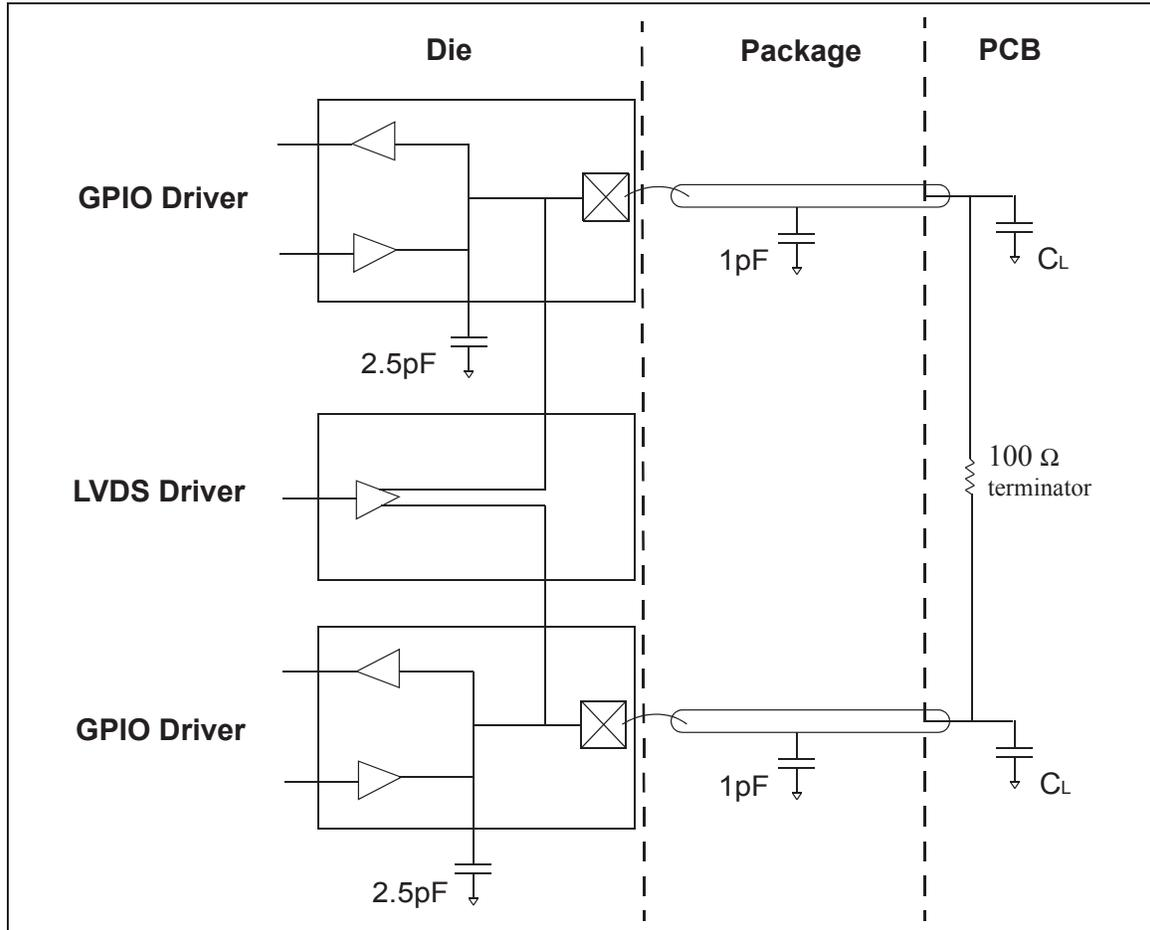 Die
Package
PCB
GPIO Driver
1pF
CL
2.5pF
LVDS Driver
100 Ω
terminator
GPIO Driver
1pF
CL
2.5pF